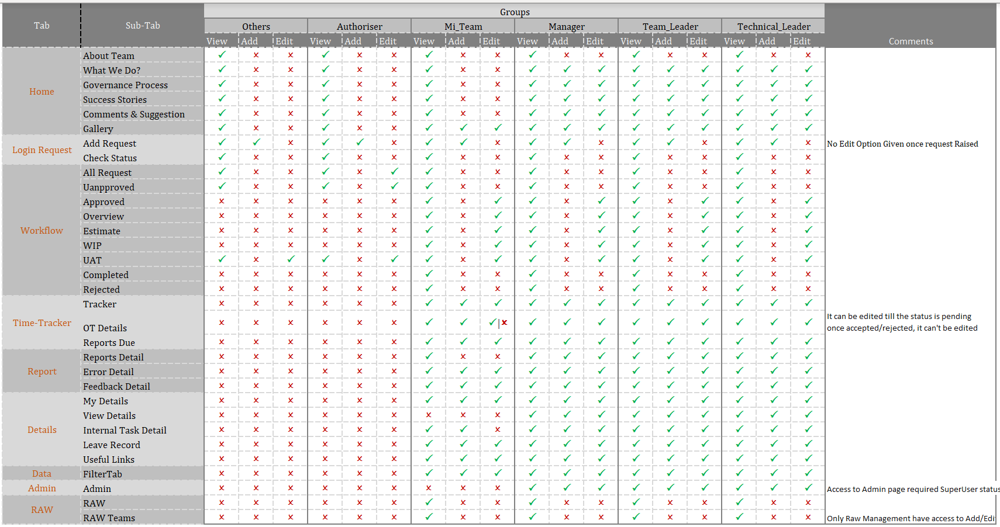 Groups
Tab Sub-Tab Others Authoriser Mi_Team Manager Team_Leader Technical_Leader
View Add Edit View Add Edit View Add Edit View Add Edit View Add Edit View Add Edit Comments
About Team
What We Do?
Governance Process
Home
Success Stories
Comments & Suggestion
Gallery
Add Request No Edit Option Given once request Raised
Login Request
Check Status
All Request
Uanpproved
Approved
Overview
Workflow Estimate
WIP
UAT
Completed
Rejected
Tracker
It can be edited till the status is pending
Time-Tracker
OT Details once accepted/rejected, it can't be edited
Reports Due
Reports Detail
Report Error Detail
Feedback Detail
My Details
View Details
Details Internal Task Detail
Leave Record
Useful Links
Data FilterTab
Admin Admin Access to Admin page required SuperUser status
RAW
RAW
RAW Teams Only Raw Management have access to Add/Edi